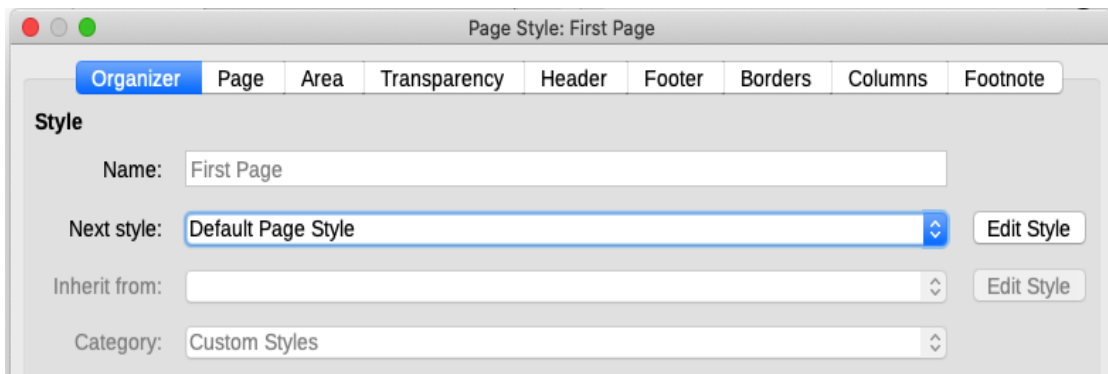 Page Style: First Page
Organizer Page Area Transparency Header Footer Borders Columns Footnote
Style
Name: First Page
Next style: Default Page Style Edit Style
Inherit from: Edit Style
Category: Custom Styles